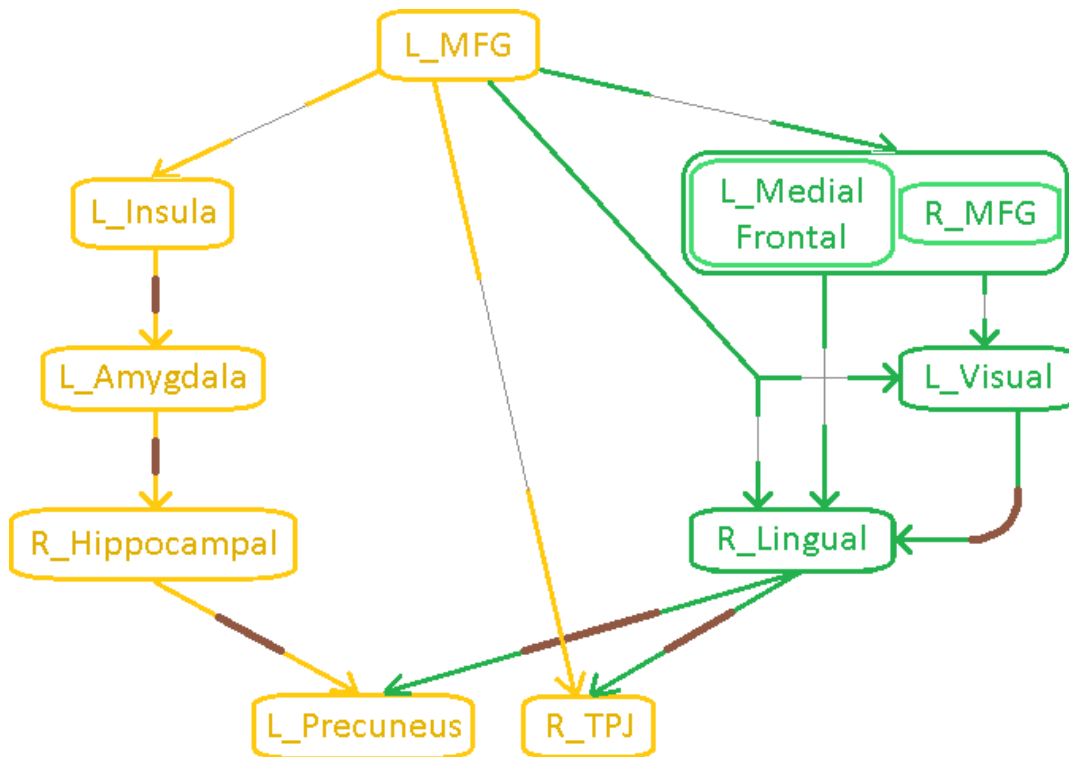 L_MFG
L_Insula
L_Medial
Frontal
R_MFG
L_Amygdala
L_Visual
R_Hippocampal
R_Lingual
L_Precuneus
R_TPJ